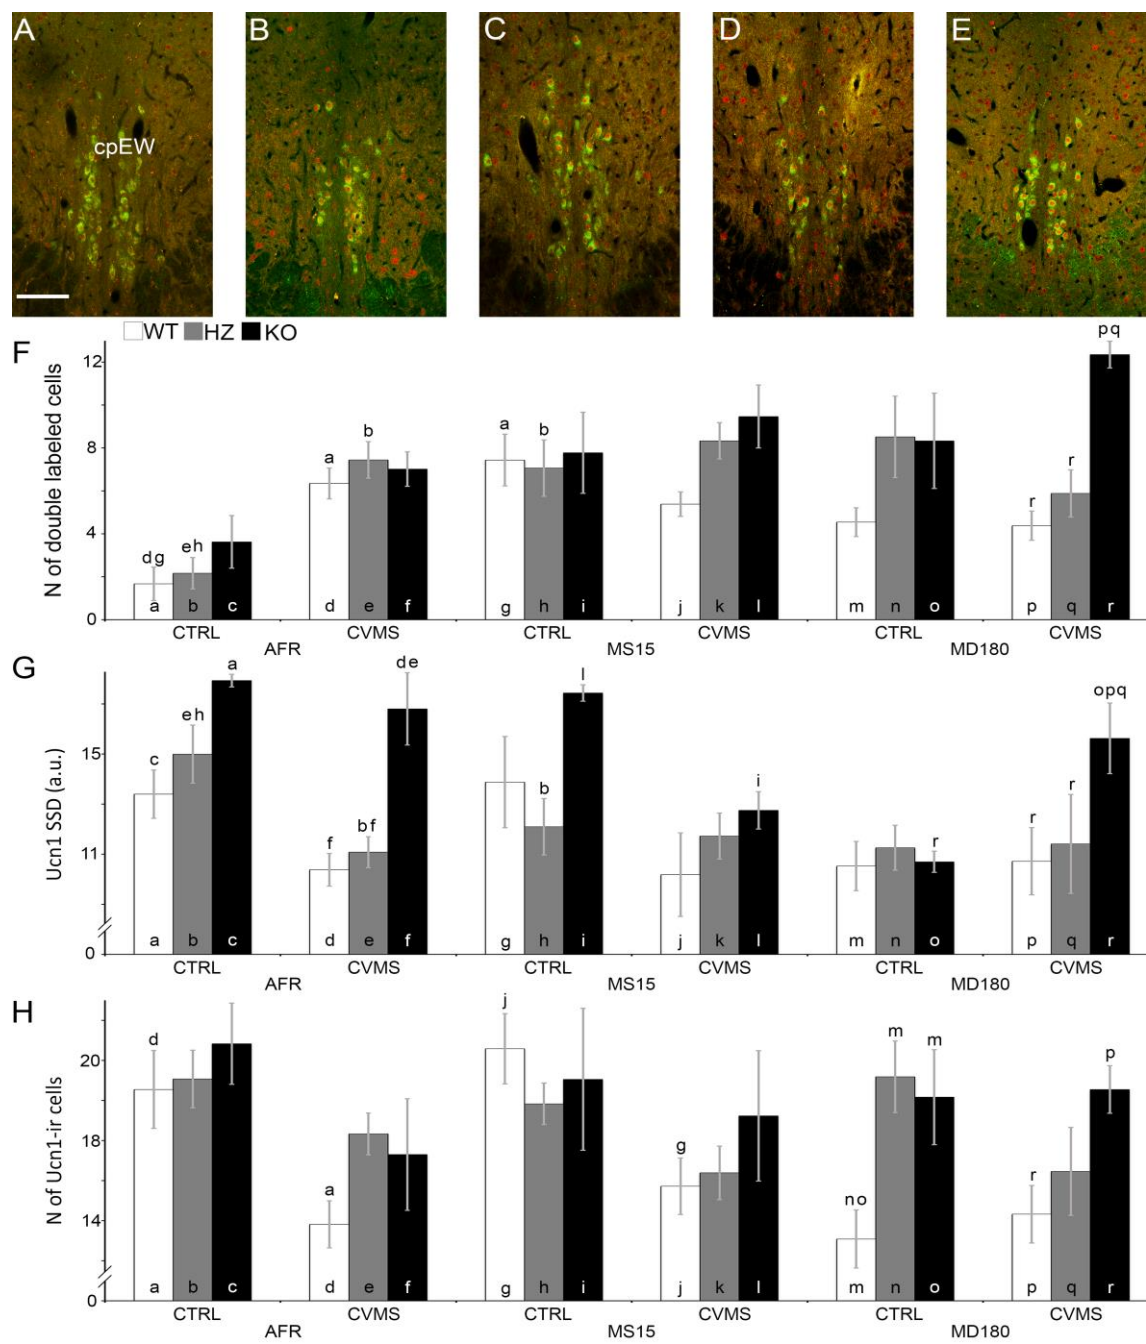 A B C D E
cpEW
WT HZ KO
F
N of double labeled cells
12
8
4
0
dg eh a b a b r r pq
a b c d e f g h i j k l m n o p q r
CTRL CVMS CTRL CVMS CTRL CVMS
AFR MS15 MD180
G
Ucn1 SSD (a.u.)
15
11
0
c eh a f bf de b l i r r r opq
a b c d e f g h i j k l m n o p q r
CTRL CVMS CTRL CVMS CTRL CVMS
AFR MS15 MD180
H
N of Ucn1-ir cells
20
18
14
0
d a j g no m m r p
a b c d e f g h i j k l m n o p q r
CTRL CVMS CTRL CVMS CTRL CVMS
AFR MS15 MD180